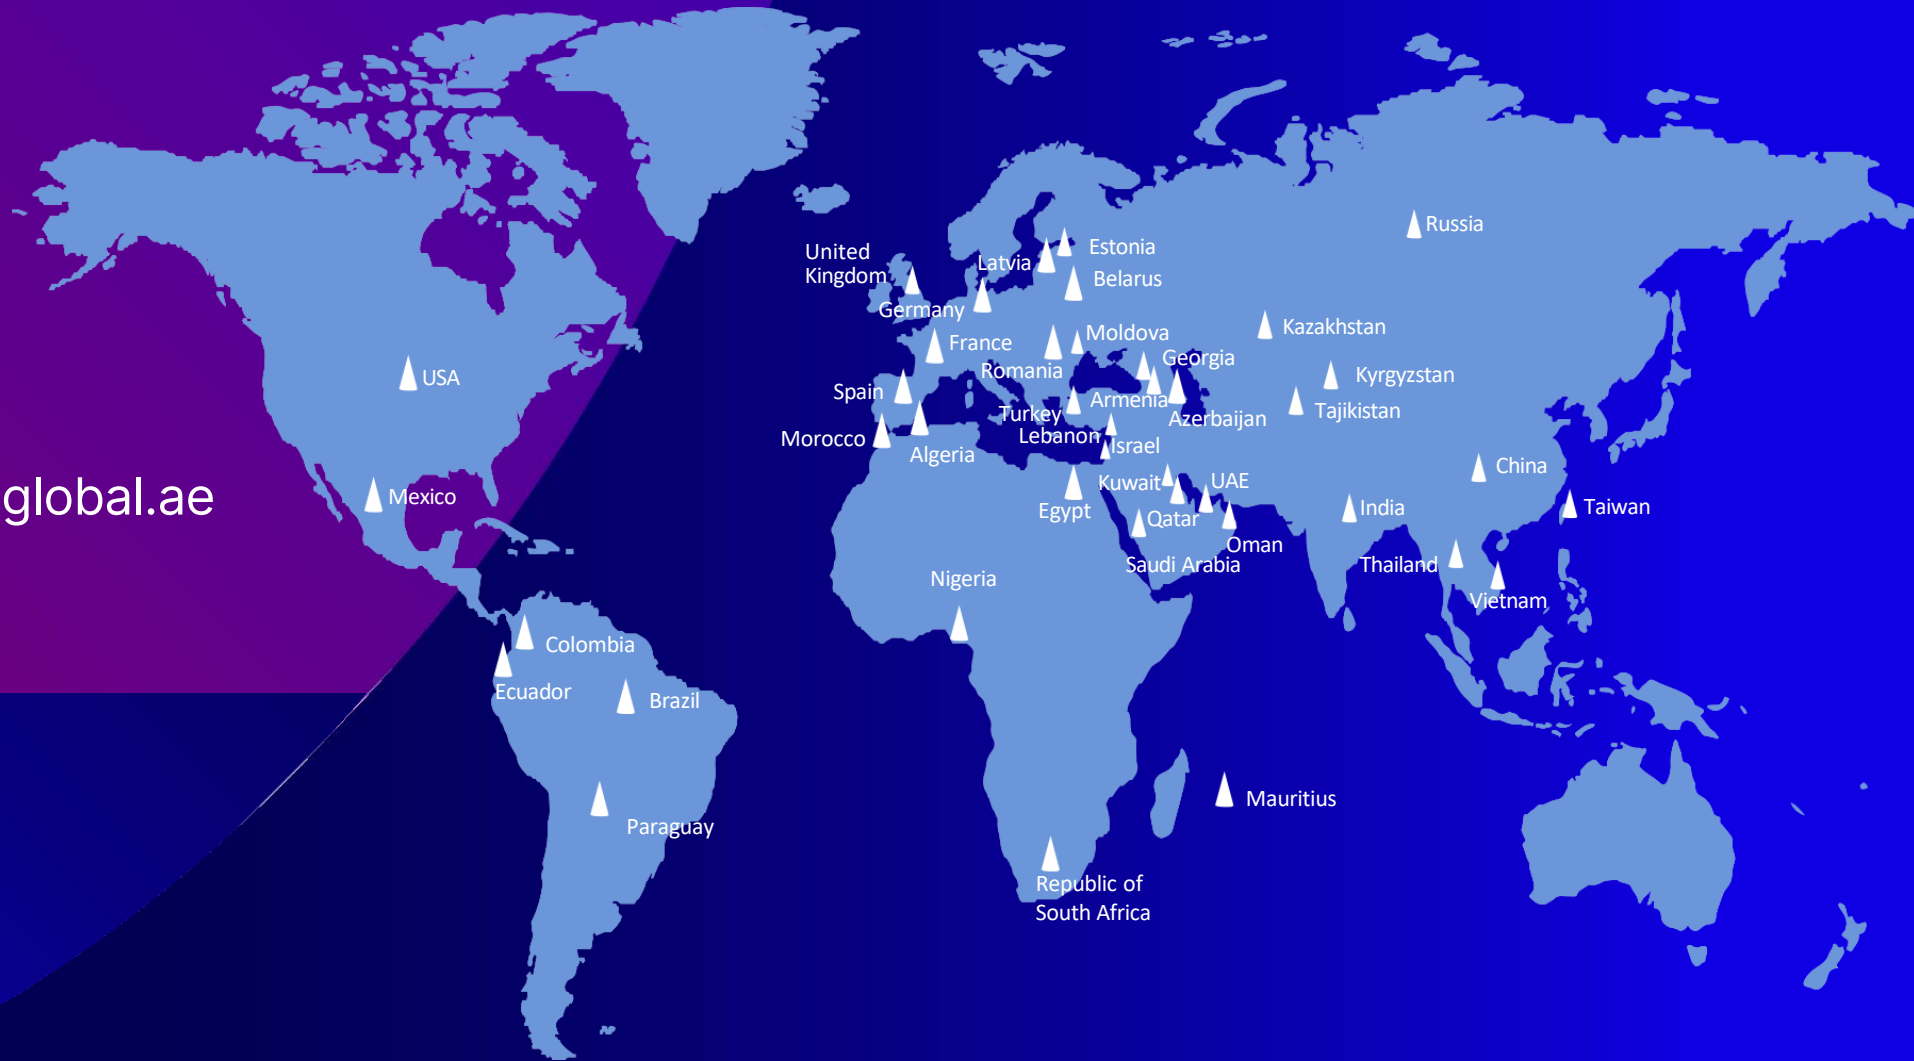 global.ae
USA
Mexico
Colombia
Ecuador
Brazil
Paraguay
United
Kingdom
Germany
France
Spain
Morocco
Algeria
Latvia
Estonia
Belarus
Moldova
Romania
Georgia
Armenia
Azerbaijan
Turkey
Lebanon
Israel
Egypt
Kuwait
UAE
Qatar
Oman
Saudi Arabia
Nigeria
Mauritius
Republic of
South Africa
Russia
Kazakhstan
Kyrgyzstan
Tajikistan
China
India
Taiwan
Thailand
Vietnam